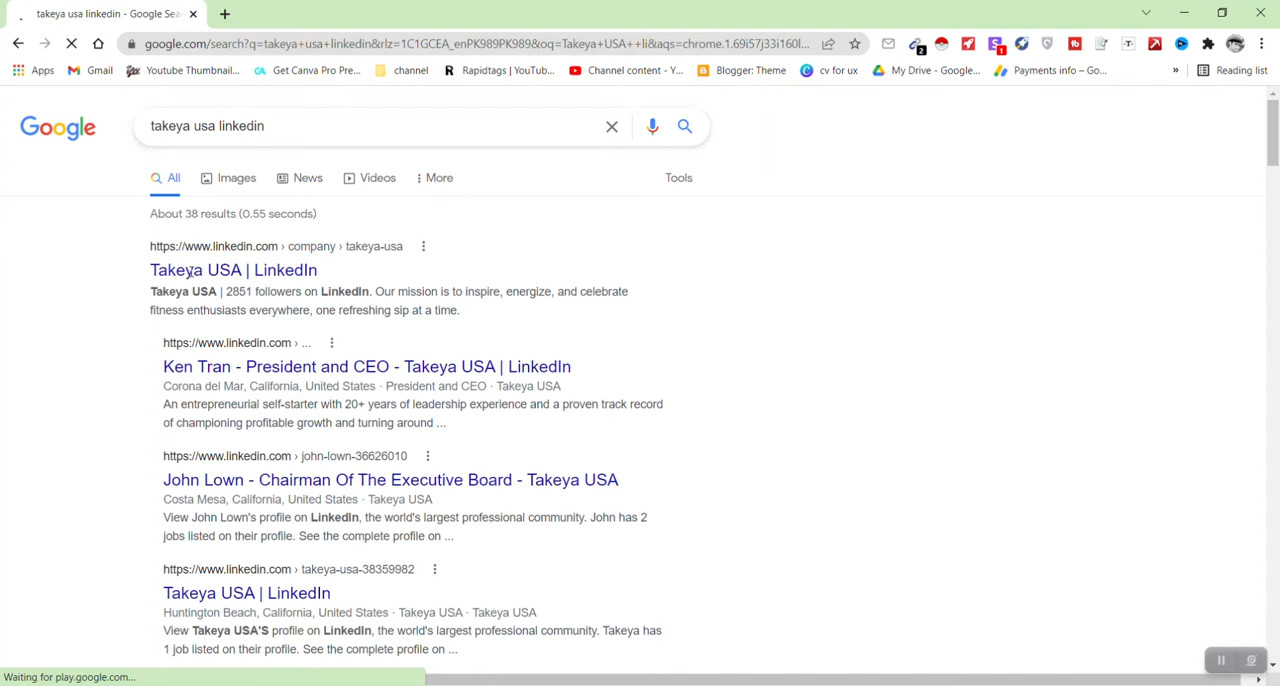 takeya usa linkedin - Google Sea
google.com/search?q=takeya+usa+linkedin&rlz=1C1GCEA_enPK989PK989&oq=Takeya+USA++li&aqs=chrome.1.69i57j33i160l...
2
1
Apps Gmail Youtube Thumbnail... Get Canva Pro Pre... channel Rapidtags | YouTub... Channel content - Y... Blogger: Theme cv for ux My Drive - Google... Payments info – Go... » Reading list
Google
takeya usa linkedin
All Images News Videos More Tools
About 38 results (0.55 seconds)
https://www.linkedin.com › company › takeya-usa
Takeya USA | LinkedIn
Takeya USA | 2851 followers on LinkedIn. Our mission is to inspire, energize, and celebrate
fitness enthusiasts everywhere, one refreshing sip at a time.
https://www.linkedin.com › ...
Ken Tran - President and CEO - Takeya USA | LinkedIn
Corona del Mar, California, United States · President and CEO · Takeya USA
An entrepreneurial self-starter with 20+ years of leadership experience and a proven track record
of championing profitable growth and turning around ...
https://www.linkedin.com › john-lown-36626010
John Lown - Chairman Of The Executive Board - Takeya USA
Costa Mesa, California, United States · Takeya USA
View John Lown's profile on LinkedIn, the world's largest professional community. John has 2
jobs listed on their profile. See the complete profile on ...
https://www.linkedin.com › takeya-usa-38359982
Takeya USA | LinkedIn
Huntington Beach, California, United States · Takeya USA · Takeya USA
View Takeya USA'S profile on LinkedIn, the world's largest professional community. Takeya has
1 job listed on their profile. See the complete profile on ...
Waiting for play.google.com...